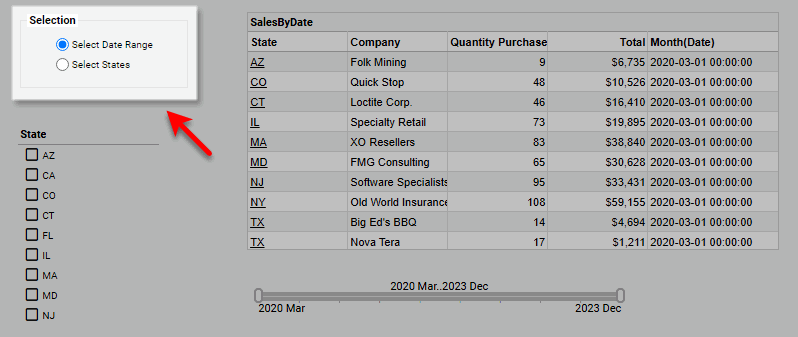 Selection
Select Date Range
Select States
State
AZ
CA
CO
CT
FL
IL
MA
MD
NJ
SalesByDate
State Company Quantity Purchase Total Month(Date)
AZ Folk Mining 9 $6,735 2020-03-01 00:00:00
CO Quick Stop 48 $10,526 2020-03-01 00:00:00
CT Loctite Corp. 46 $16,410 2020-03-01 00:00:00
IL Specialty Retail 73 $19,895 2020-03-01 00:00:00
MA XO Resellers 83 $38,840 2020-03-01 00:00:00
MD FMG Consulting 65 $30,628 2020-03-01 00:00:00
NJ Software Specialists 95 $33,431 2020-03-01 00:00:00
NY Old World Insurance 108 $59,155 2020-03-01 00:00:00
TX Big Ed's BBQ 14 $4,694 2020-03-01 00:00:00
TX Nova Tera 17 $1,211 2020-03-01 00:00:00
2020 Mar..2023 Dec
2020 Mar 2023 Dec